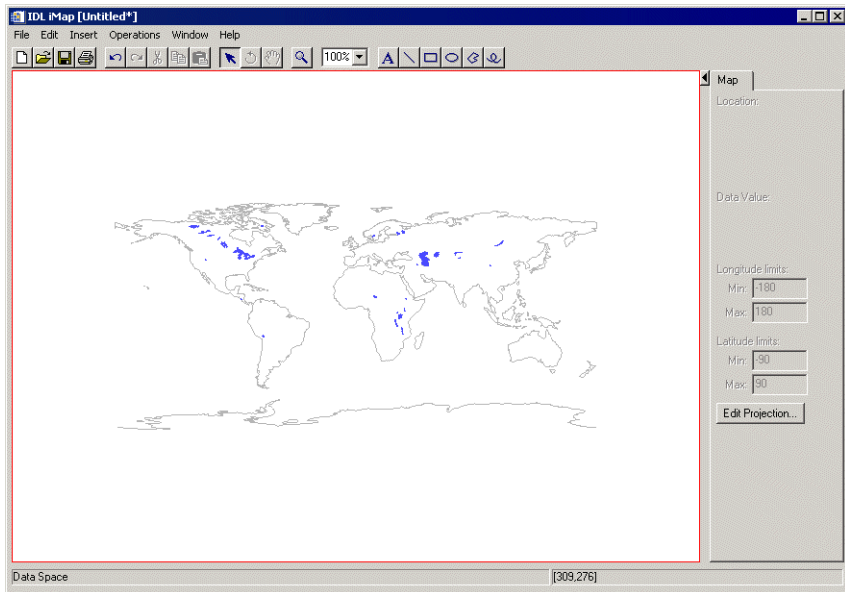 IDL iMap [Untitled*]
File Edit Insert Operations Window Help
100% A
Map
Location:
Data Value:
Longitude limits:
Min: -180
Max: 180
Latitude limits:
Min: -90
Max: 90
Edit Projection...
Data Space [309,276]